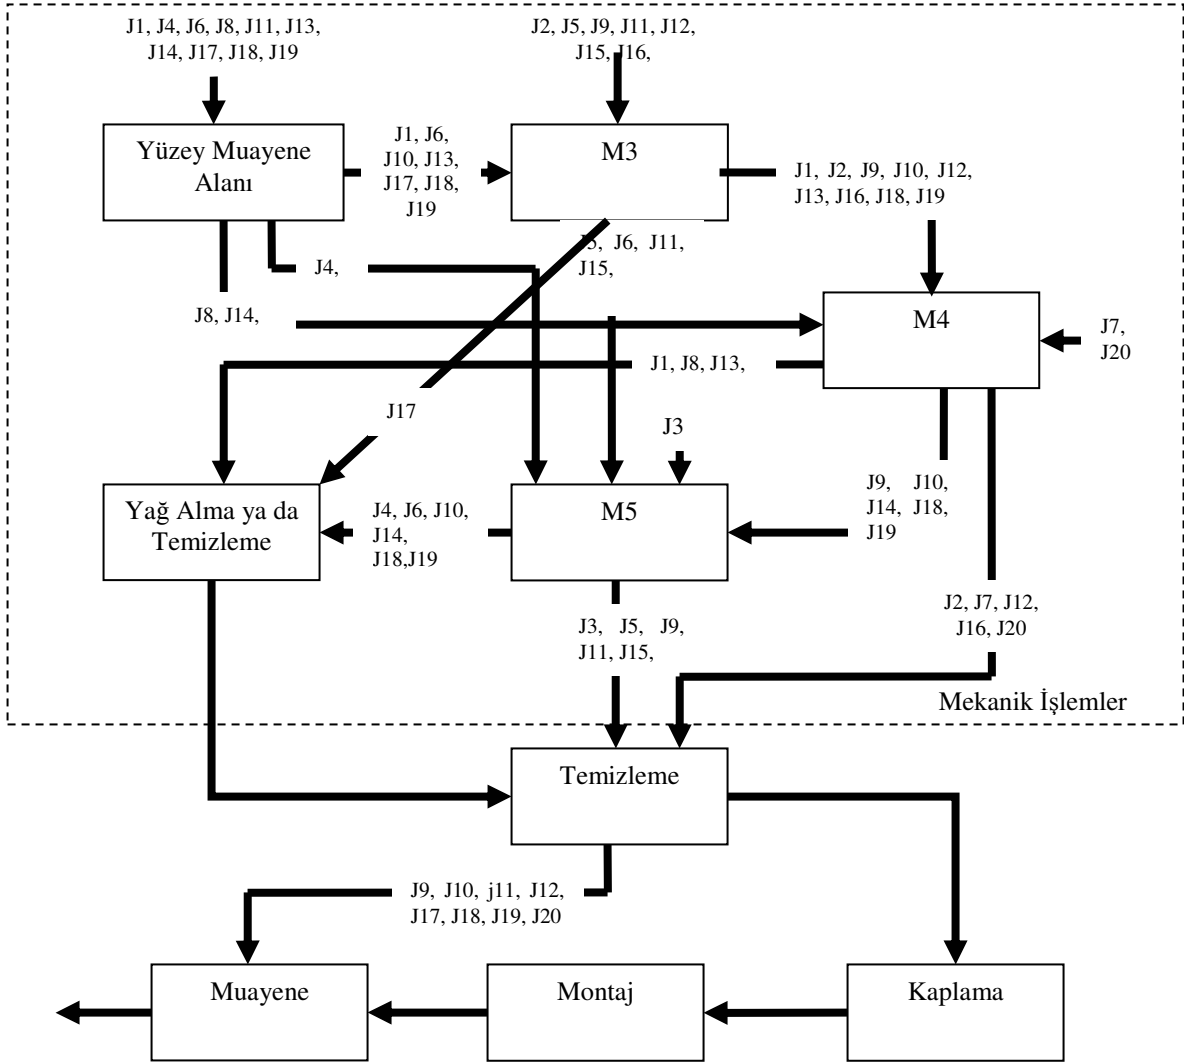 J1, J4, J6, J8, J11, J13,
J14, J17, J18, J19
J2, J5, J9, J11, J12,
J15, J16,
Yüzey Muayene
Alanı
J1, J6,
J10, J13,
J17, J18,
J19
M3
J1, J2, J9, J10, J12,
J13, J16, J18, J19
J5, J6, J11,
J15,
J4,
J8, J14,
M4
J7,
J20
J1, J8, J13,
J17
J3
Yağ Alma ya da
Temizleme
J4, J6, J10,
J14,
J18,J19
M5
J9, J10,
J14, J18,
J19
J3, J5, J9,
J11, J15,
J2, J7, J12,
J16, J20
Mekanik İşlemler
Temizleme
J9, J10, j11, J12,
J17, J18, J19, J20
Muayene
Montaj
Kaplama